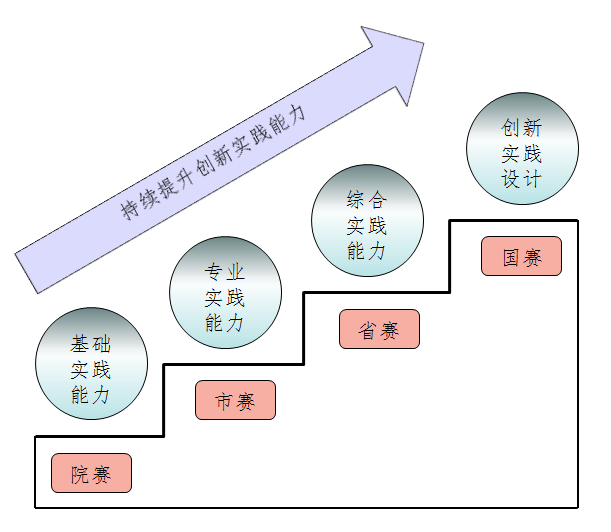 持续提升创新实践能力
创新
实践
设计
综合
实践
能力
国赛
专业
实践
能力
省赛
基础
实践
能力
市赛
院赛